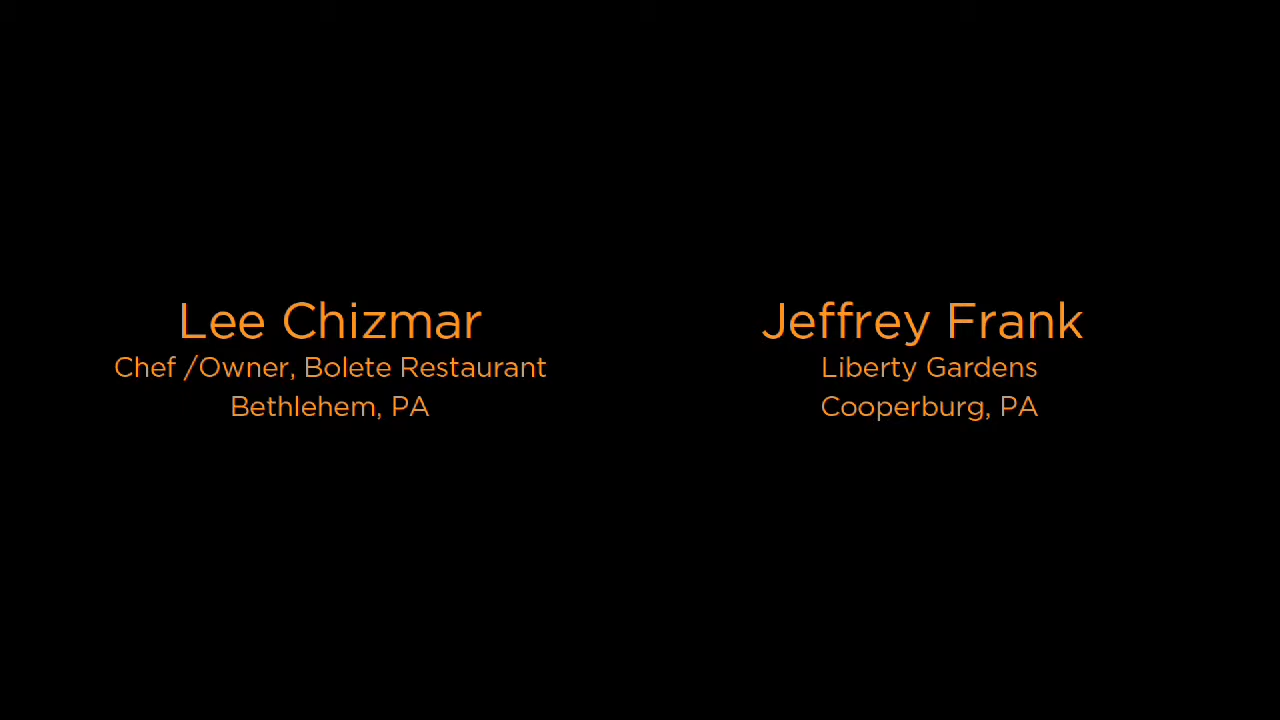 Lee Chizmar
Chef /Owner, Bolete Restaurant
Bethlehem, PA
Jeffrey Frank
Liberty Gardens
Cooperburg, PA